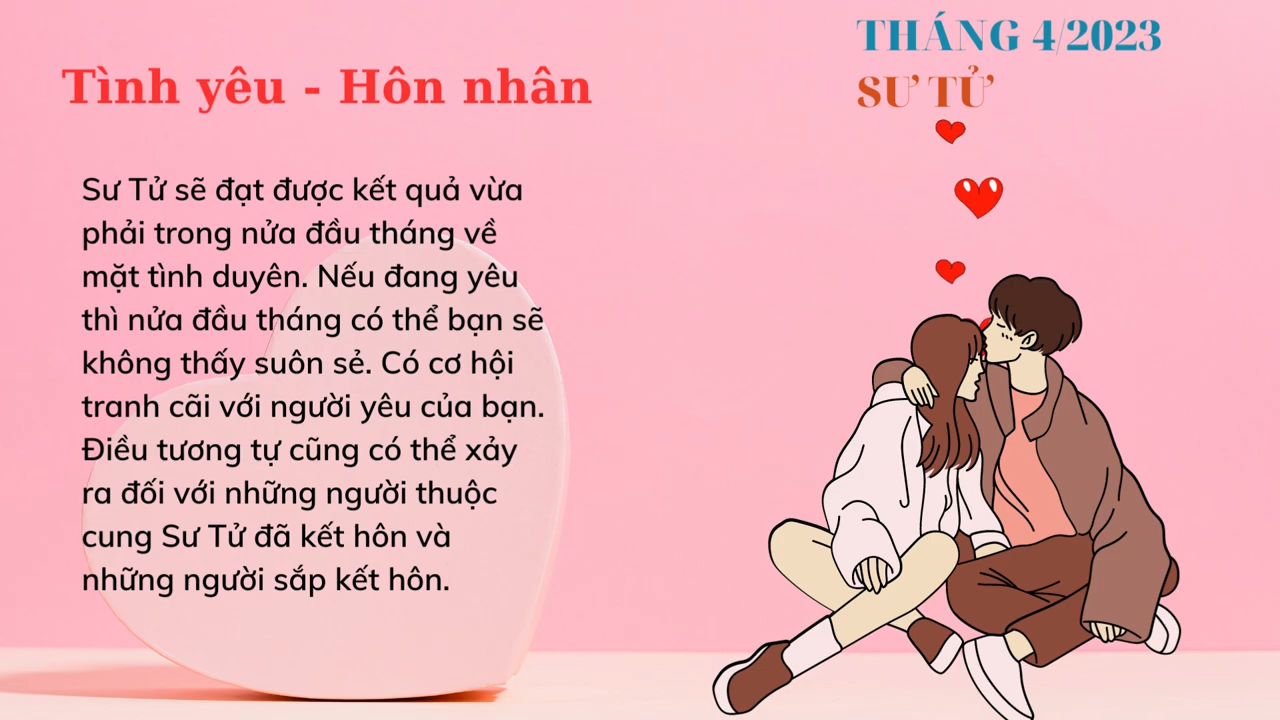 THÁNG 4/2023
SƯ TỬ
Tình yêu - Hôn nhân
Sư Tử sẽ đạt được kết quả vừa
phải trong nửa đầu tháng về
mặt tình duyên. Nếu đang yêu
thì nửa đầu tháng có thể bạn sẽ
không thấy suôn sẻ. Có cơ hội
tranh cãi với người yêu của bạn.
Điều tương tự cũng có thể xảy
ra đối với những người thuộc
cung Sư Tử đã kết hôn và
những người sắp kết hôn.